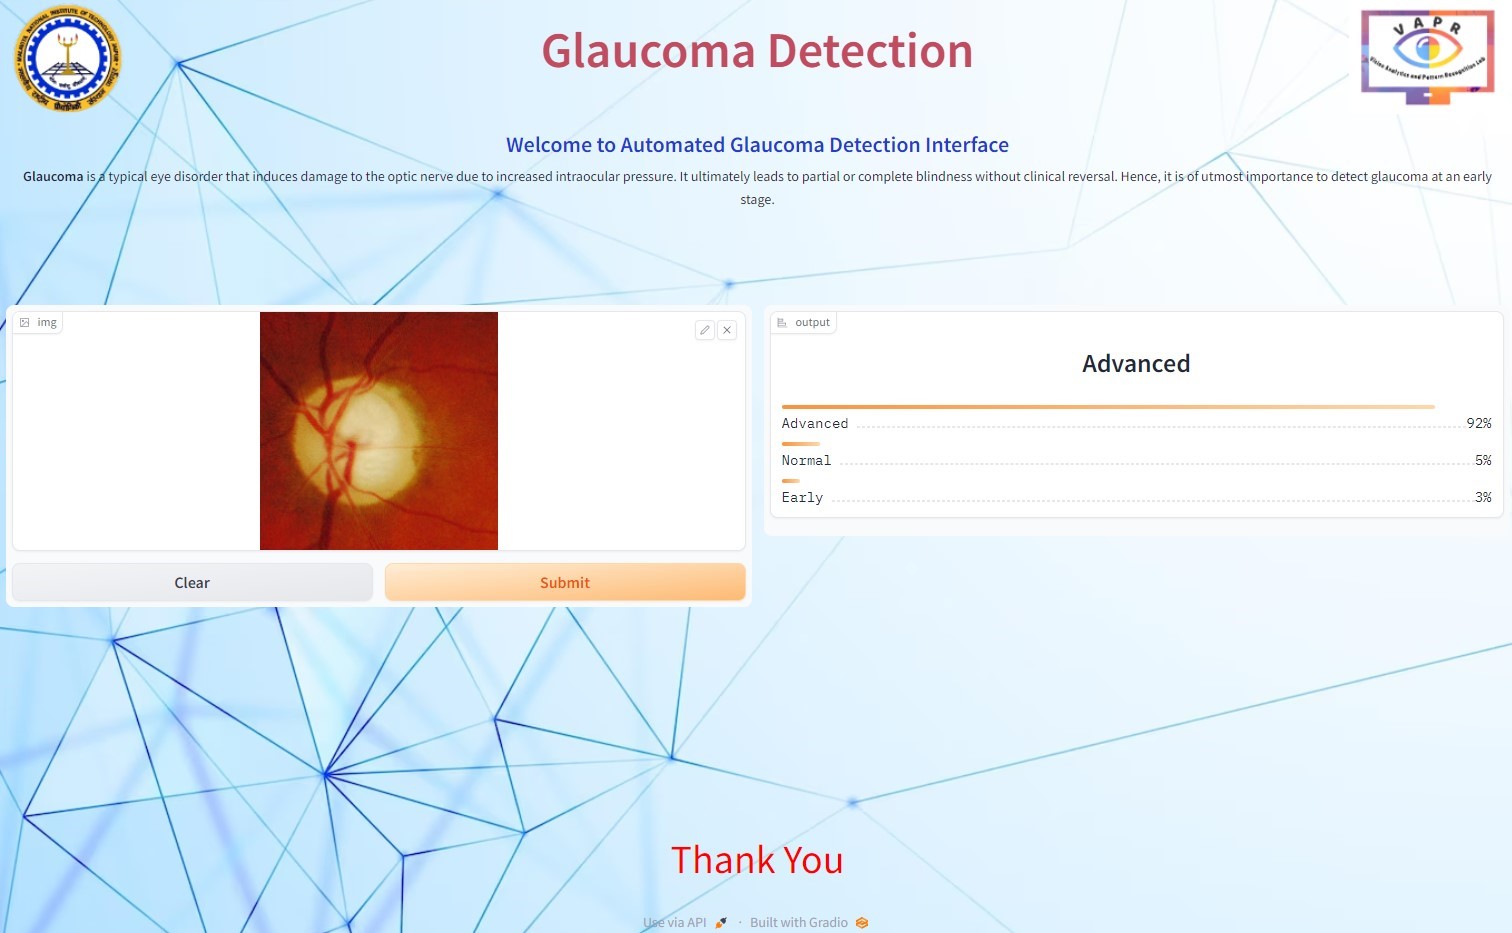 Glaucoma Detection
VAPR
Vision Analytics and Pattern Recognition Lab
Welcome to Automated Glaucoma Detection Interface
Glaucoma is a typical eye disorder that induces damage to the optic nerve due to increased intraocular pressure. It ultimately leads to partial or complete blindness without clinical reversal. Hence, it is of utmost importance to detect glaucoma at an early
stage.
img
output
Advanced
Advanced 92%
Normal 5%
Early 3%
Clear
Submit
Thank You
Use via API · Built with Gradio